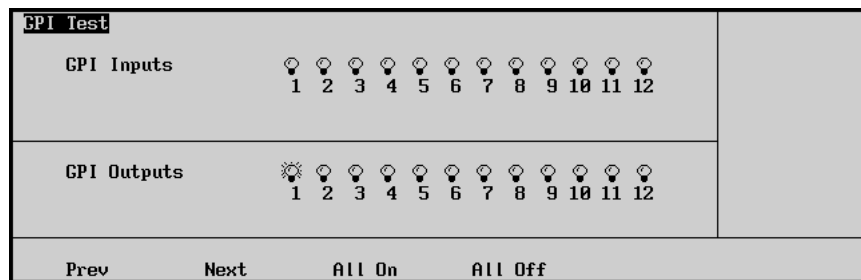 GPI Test
GPI Inputs
1 2 3 4 5 6 7 8 9 10 11 12
GPI Outputs
1 2 3 4 5 6 7 8 9 10 11 12
Prev Next All On All Off